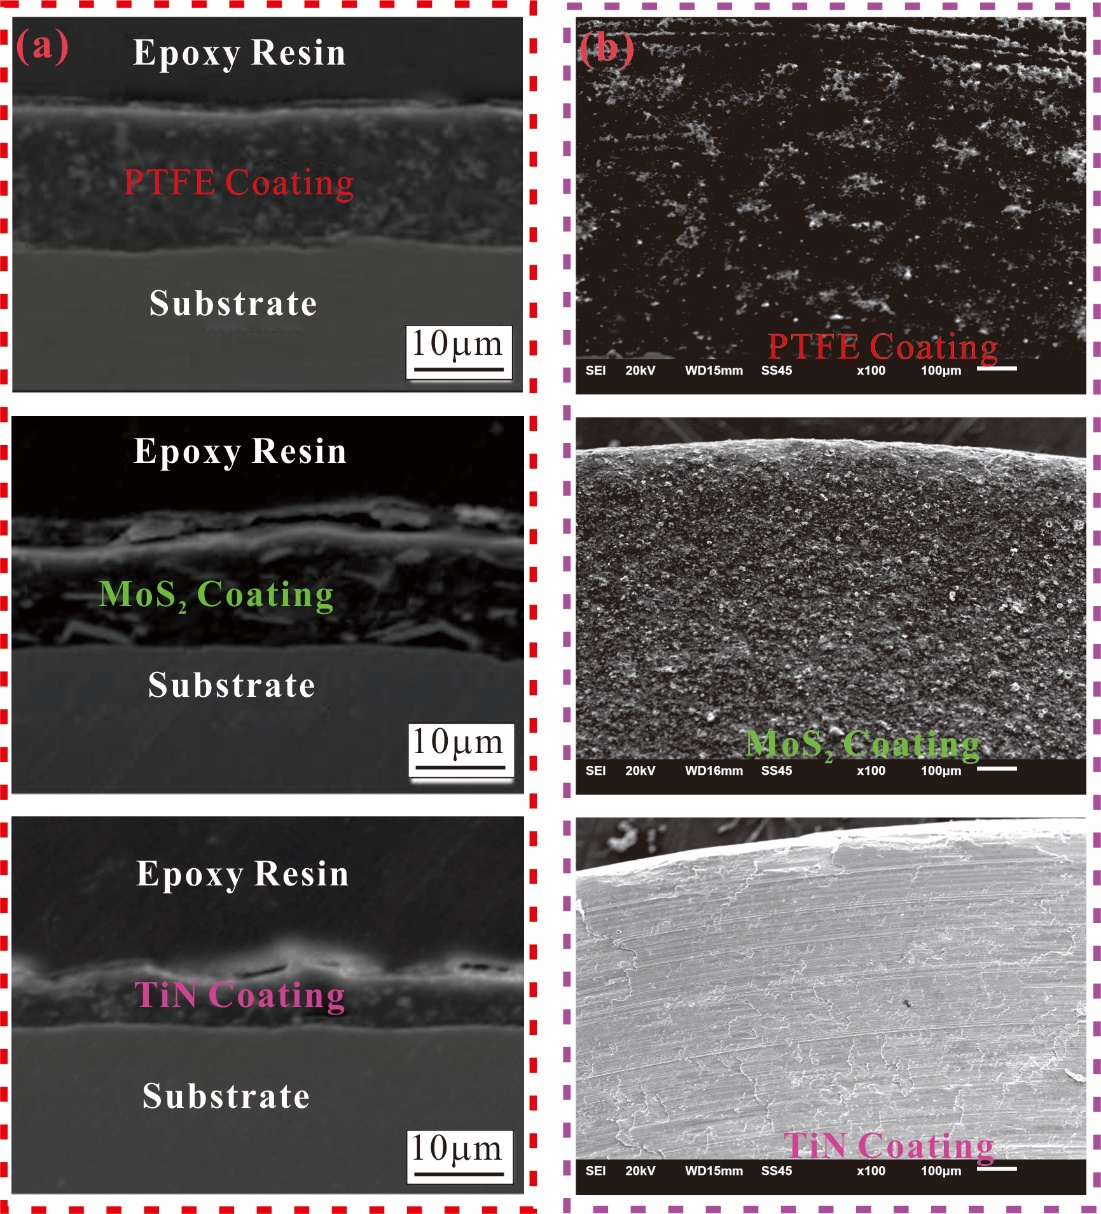 (a)
Epoxy Resin
PTFE Coating
Substrate
10μm
Epoxy Resin
MoS₂ Coating
Substrate
10μm
Epoxy Resin
TiN Coating
Substrate
10μm
(b)
PTFE Coating
SEI 20kV WD15mm SS45 x100 100μm
MoS₂ Coating
SEI 20kV WD16mm SS45 x100 100μm
TiN Coating
SEI 20kV WD15mm SS45 x100 100μm